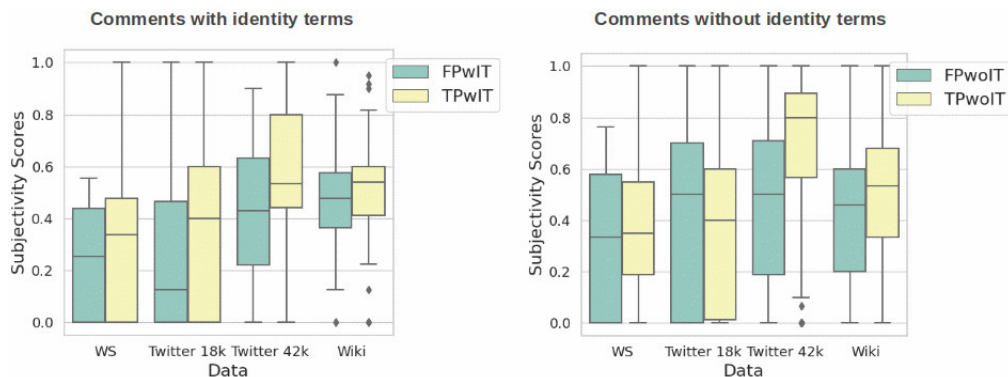 Comments with identity terms
1.0
0.8
0.6
0.4
0.2
0.0
Subjectivity Scores
FPwIT
TPwIT
WS
Twitter 18k
Twitter 42k
Wiki
Data
Comments without identity terms
1.0
0.8
0.6
0.4
0.2
0.0
Subjectivity Scores
FPwoIT
TPwoIT
WS
Twitter 18k
Twitter 42k
Wiki
Data